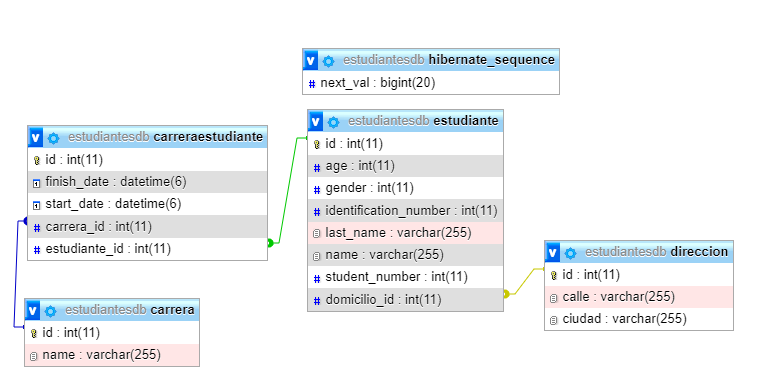 estudiantesdb hibernate_sequence
next_val : bigint(20)
estudiantesdb carreraestudiante
id : int(11)
finish_date : datetime(6)
start_date : datetime(6)
carrera_id : int(11)
estudiante_id : int(11)
estudiantesdb estudiante
id : int(11)
age : int(11)
gender : int(11)
identification_number : int(11)
last_name : varchar(255)
name : varchar(255)
student_number : int(11)
domicilio_id : int(11)
estudiantesdb direccion
id : int(11)
calle : varchar(255)
ciudad : varchar(255)
estudiantesdb carrera
id : int(11)
name : varchar(255)